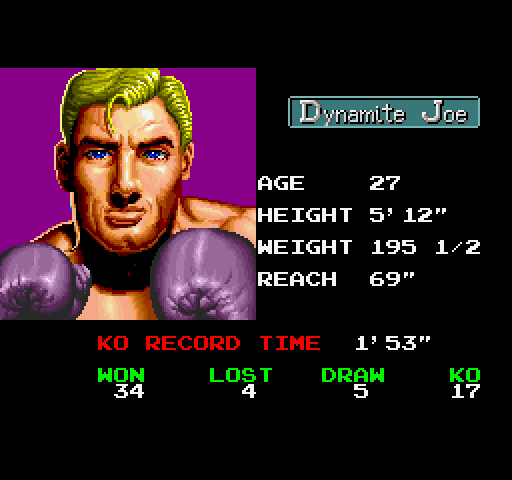 Dynamite Joe
AGE 27
HEIGHT 5'12"
WEIGHT 195 1/2
REACH 69"
KO RECORD TIME 1'53"
WON LOST DRAW KO
34 4 5 17